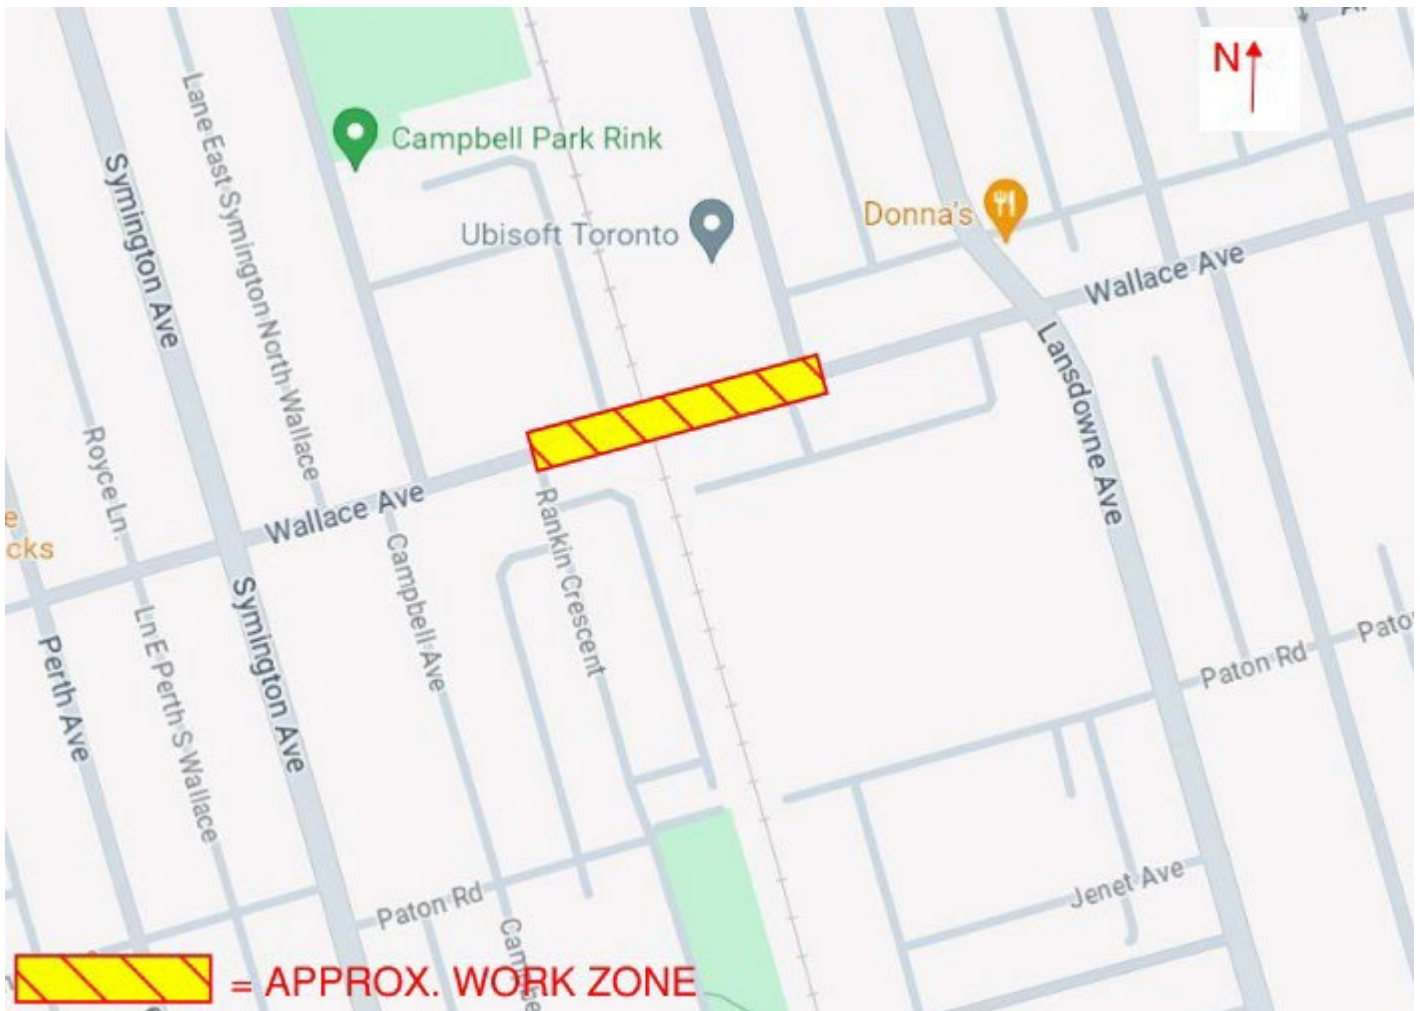 N
Lane East Symington North Wallace
Campbell Park Rink
Symington Ave
Donna's
Ubisoft Toronto
Wallace Ave
Lansdowne Ave
Royce Ln.
Wallace Ave
Rankin Crescent
cks
Campbell Ave
Symington Ave
Ln E Perth S Wallace
Perth Ave
Paton Rd
Jenet Ave
Paton Rd
= APPROX. WORK ZONE